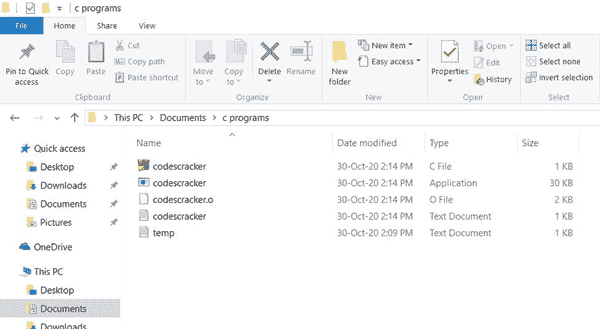 c programs
File Home Share View
Pin to Quick access
Copy
Paste
Cut
Copy path
Paste shortcut
Move to
Copy to
Delete
Rename
New folder
New item
Easy access
Properties
Open
Edit
History
Select all
Select none
Invert selection
Clipboard Organize New Open Select
This PC > Documents > c programs
Name Date modified Type Size
Quick access
Desktop
Downloads
Documents
Pictures
OneDrive
This PC
Desktop
Documents
Downloads
codescracker 30-Oct-20 2:14 PM C File 1 KB
codescracker 30-Oct-20 2:14 PM Application 30 KB
codescracker.o 30-Oct-20 2:14 PM O File 2 KB
codescracker 30-Oct-20 2:14 PM Text Document 1 KB
temp 30-Oct-20 2:09 PM Text Document 1 KB